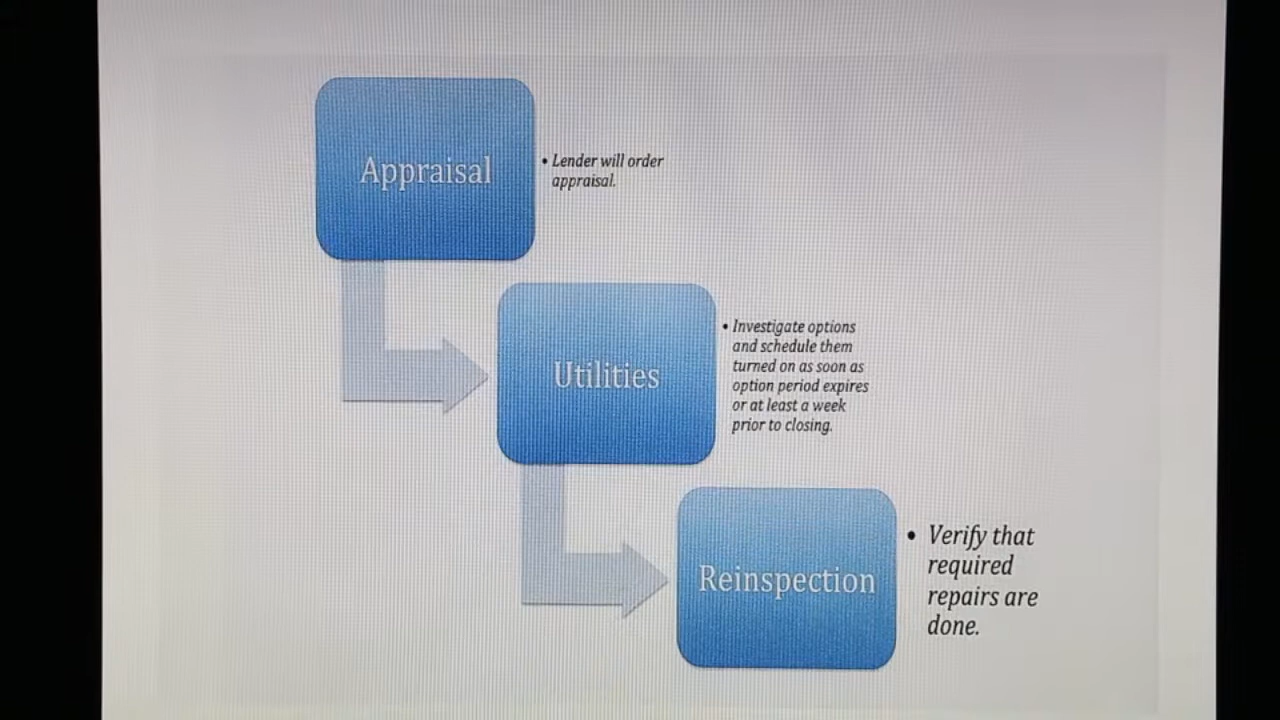 Appraisal
• Lender will order
appraisal.
Utilities
• Investigate options
and schedule them
turned on as soon as
option period expires
or at least a week
prior to closing.
Reinspection
• Verify that
required
repairs are
done.